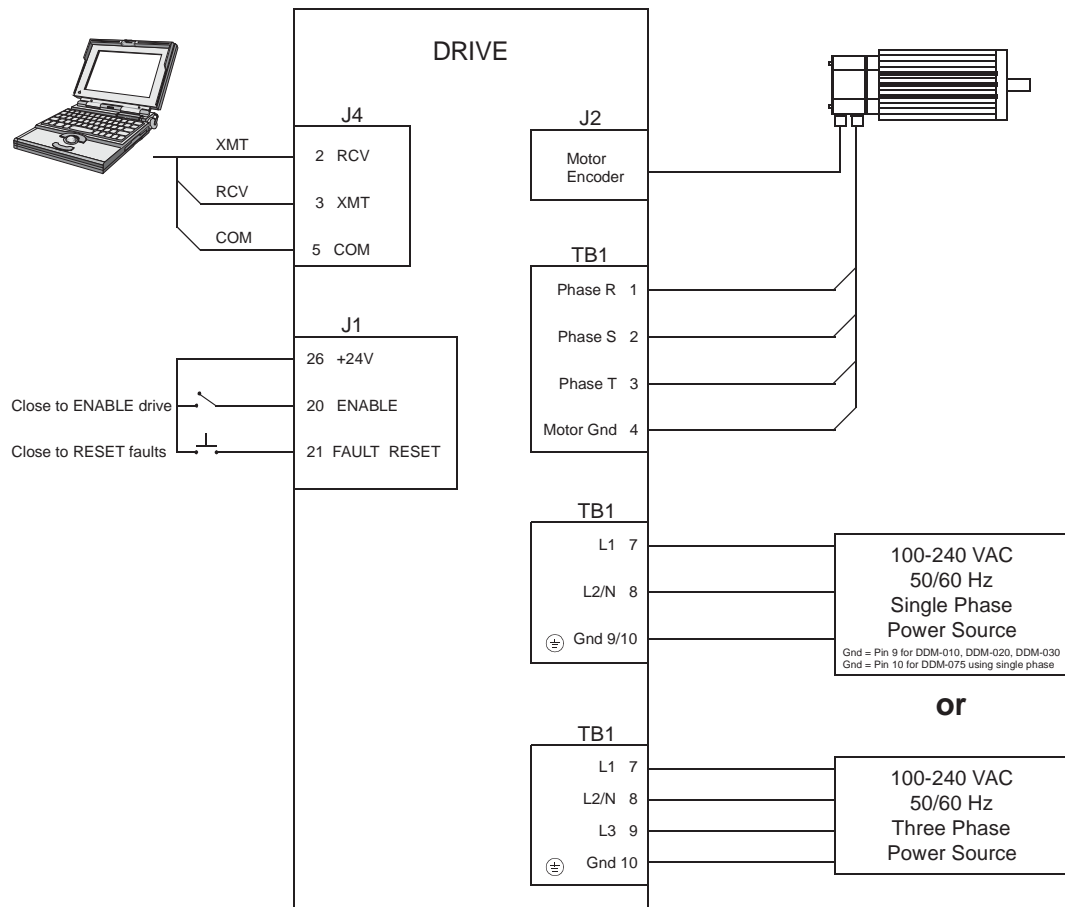 DRIVE
J4
XMT
2 RCV
RCV
3 XMT
COM
5 COM
J1
26 +24V
Close to ENABLE drive
20 ENABLE
Close to RESET faults
21 FAULT RESET
J2
Motor
Encoder
TB1
Phase R 1
Phase S 2
Phase T 3
Motor Gnd 4
TB1
L1 7
L2/N 8
Gnd 9/10
100-240 VAC
50/60 Hz
Single Phase
Power Source
Gnd = Pin 9 for DDM-010, DDM-020, DDM-030
Gnd = Pin 10 for DDM-075 using single phase
or
TB1
L1 7
L2/N 8
L3 9
Gnd 10
100-240 VAC
50/60 Hz
Three Phase
Power Source